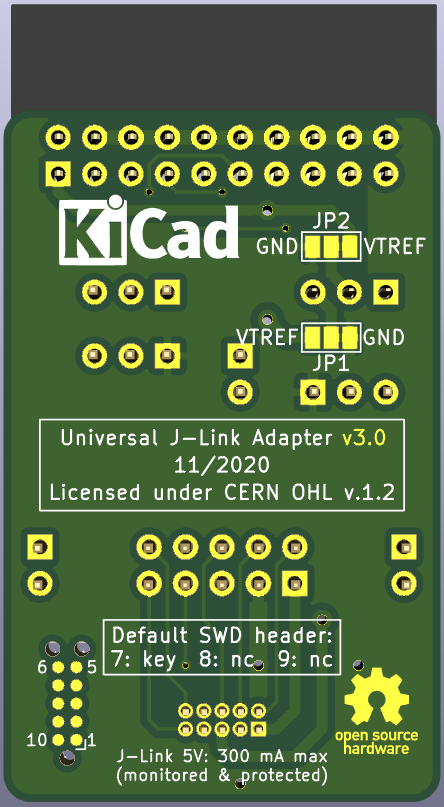 KiCad
JP2
GND VTREF
VTREF GND
JP1
Universal J-Link Adapter v3.0
11/2020
Licensed under CERN OHL v.1.2
Default SWD header:
7: key 8: nc 9: nc
6 5
10 1
open source
hardware
J-Link 5V: 300 mA max
(monitored & protected)